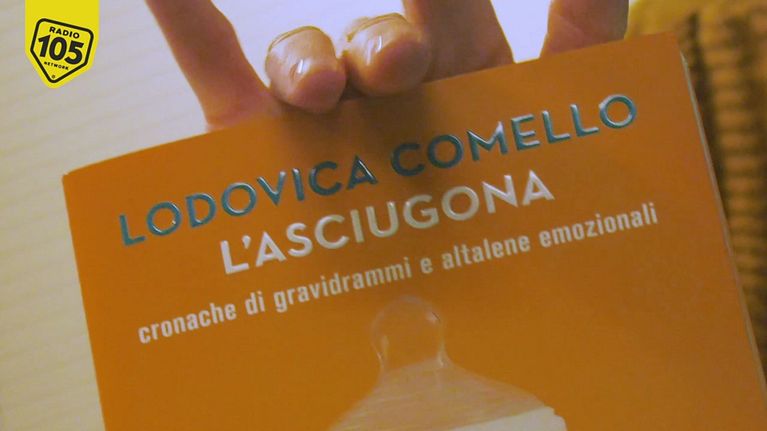 RADIO
105
NETWORK
LODOVICA COMELLO
L'ASCIUGONA
cronache di gravidrammi e altalene emozionali